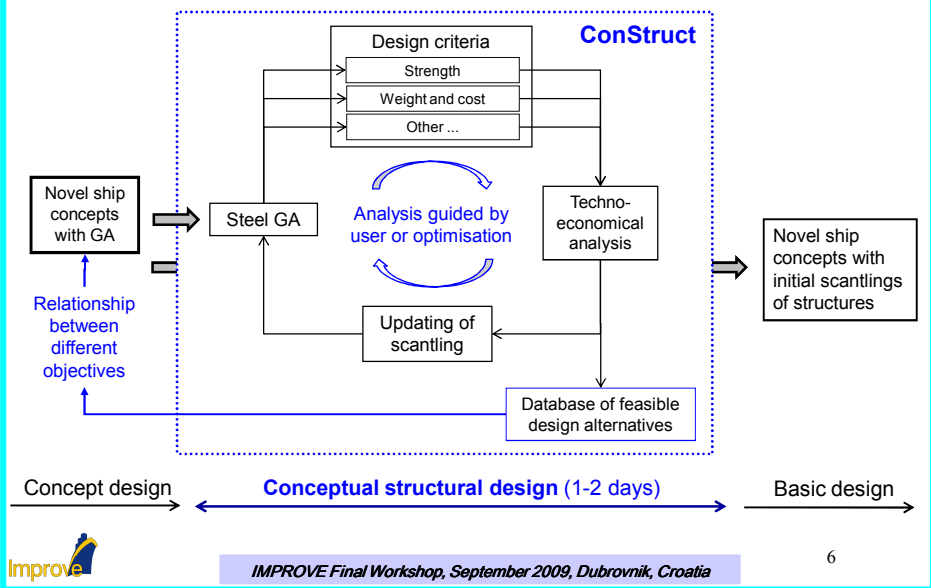 ConStruct
Design criteria
Strength
Weight and cost
Other ...
Novel ship
concepts
with GA
Steel GA
Analysis guided by
user or optimisation
Techno-
economical
analysis
Novel ship
concepts with
initial scantlings
of structures
Relationship
between
different
objectives
Updating of
scantling
Database of feasible
design alternatives
Concept design
Conceptual structural design (1-2 days)
Basic design
Improve
IMPROVE Final Workshop, September 2009, Dubrovnik, Croatia
6